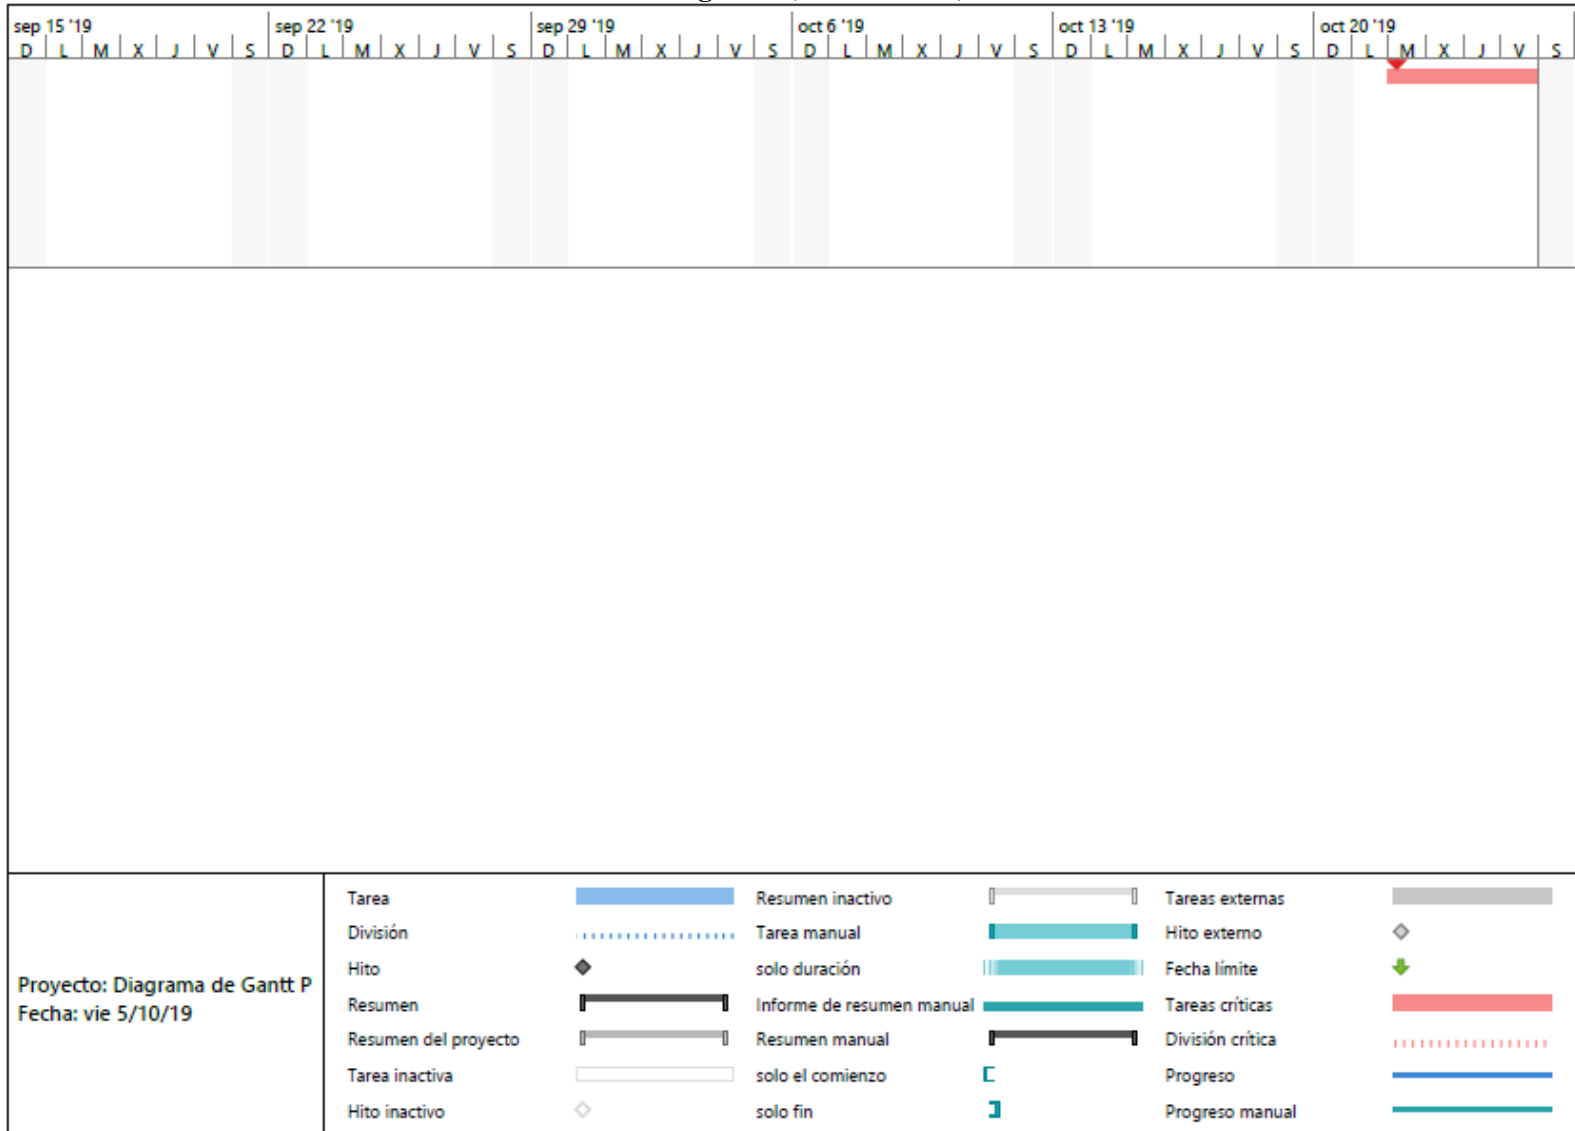 sep 15 '19 sep 22 '19 sep 29 '19 oct 6 '19 oct 13 '19 oct 20 '19
D L M X J V S D L M X J V S D L M X J V S D L M X J V S D L M X J V S D L M X J V S
Tarea Resumen inactivo Tareas externas
División Tarea manual Hito externo
Hito solo duración Fecha límite
Proyecto: Diagrama de Gantt P
Fecha: vie 5/10/19
Resumen Informe de resumen manual Tareas críticas
Resumen del proyecto Resumen manual División crítica
Tarea inactiva solo el comienzo Progreso
Hito inactivo solo fin Progreso manual